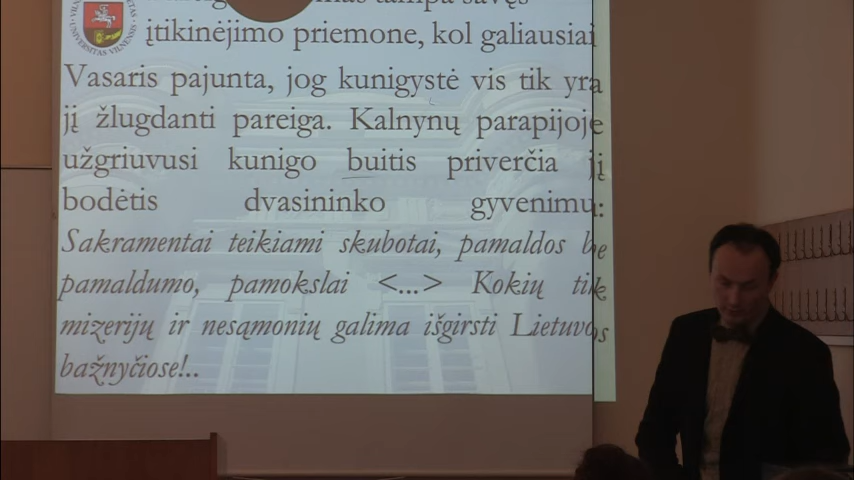 įtikinėjimo priemone, kol galiausiai
Vasaris pajunta, jog kunigystė vis tik yra
jį žlugdanti pareiga. Kalnynų parapijoje
užgriuvusi kunigo buitis priverčia jį
bodėtis dvasininko gyvenimų:
Sakramentai teikiami skubotai, pamaldos be
pamaldumo, pamokslai <...> Kokių tik
mizerijų ir nesąmonių galima išgirsti Lietuvos
bažnyčiose!..